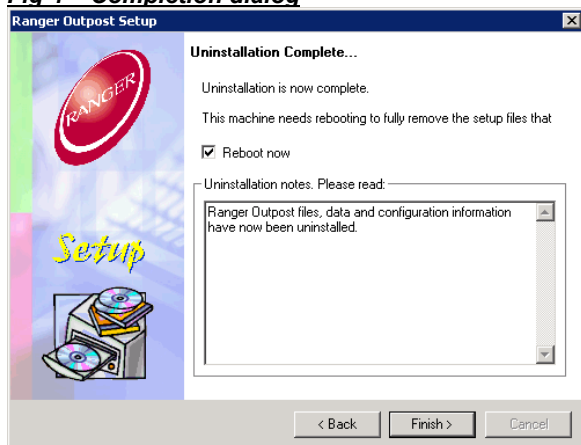 Fig 4 – Completion dialog
Ranger Outpost Setup
RANGER
Setup
Uninstallation Complete...
Uninstallation is now complete.
This machine needs rebooting to fully remove the setup files that
Reboot now
Uninstallation notes. Please read:
Ranger Outpost files, data and configuration information
have now been uninstalled.
< Back
Finish >
Cancel